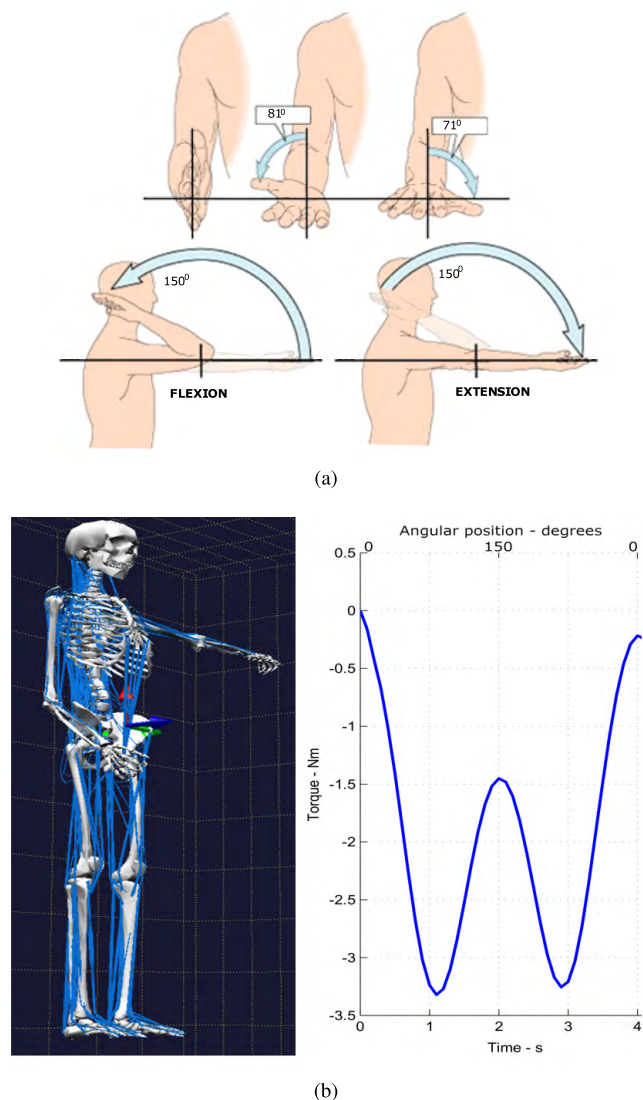 81⁰
71⁰
150⁰
150⁰
FLEXION
EXTENSION
(a)
Angular position - degrees
0 150 0
0.5
0
-0.5
-1
-1.5
-2
-2.5
-3
-3.5
Torque - Nm
0 1 2 3 4
Time - s
(b)